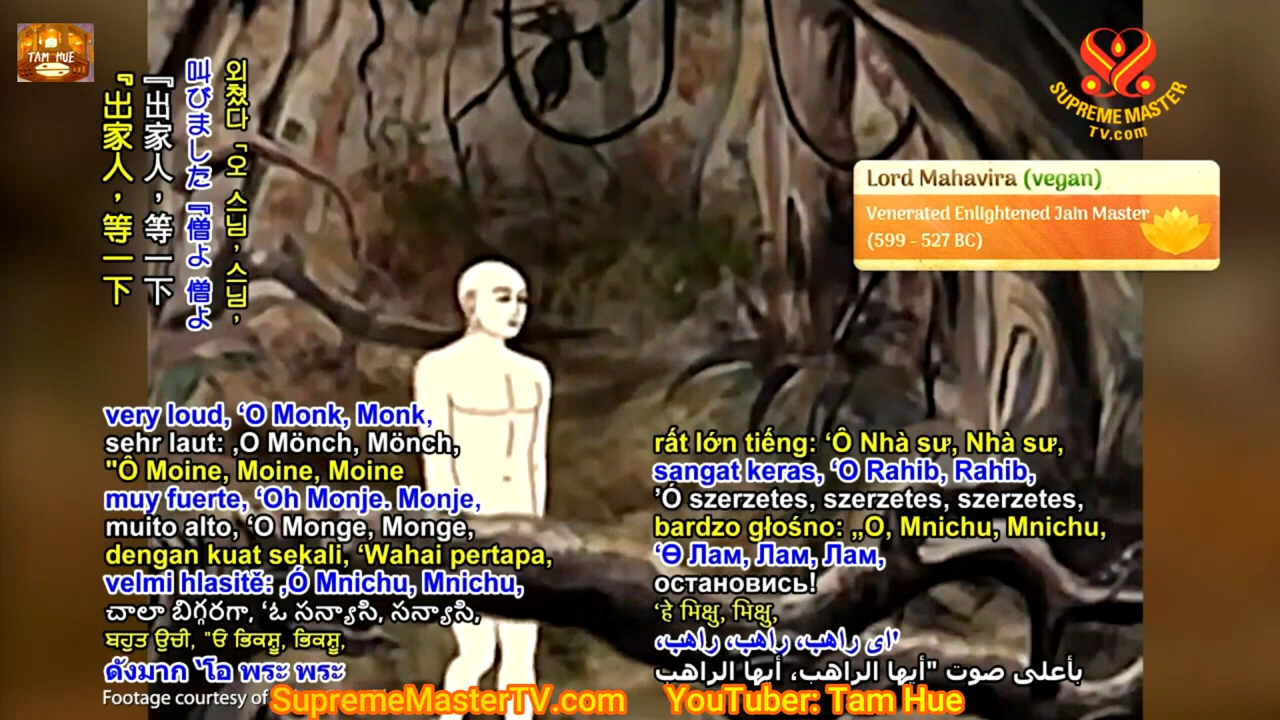 TAM HUE
SUPREME MASTER
TV.com
Lord Mahavira (vegan)
Venerated Enlightened Jain Master
(599 - 527 BC)
『出家人，等一下
『出家人，等一下
叫びました『僧よ 僧よ
외쳤다「오 스님, 스님,
very loud, ‘O Monk, Monk,
sehr laut: ‚O Mönch, Mönch,
"Ô Moine, Moine, Moine
muy fuerte, ‘Oh Monje. Monje,
muito alto, ‘O Monge, Monge,
dengan kuat sekali, ‘Wahai pertapa,
velmi hlasitě: ‚Ó Mnichu, Mnichu,
చాలా బిగ్గరగా, ‘ఓ సన్యాసి, సన్యాసి,
ਬਹੁਤ ਉਚੀ, "ਓ ਭਿਕਸ਼ੂ, ਭਿਕਸ਼ੂ,
ดังมาก ‘โอ พระ พระ
rất lớn tiếng: ‘Ô Nhà sư, Nhà sư,
sangat keras, ‘O Rahib, Rahib,
’Ó szerzetes, szerzetes, szerzetes,
bardzo głośno: „O, Mnichu, Mnichu,
‘Ѳ Лам, Лам, Лам,
остановись!
‘हे भिक्षु, भिक्षु,
'ای راهب، راهب، راهب،
بأعلى صوت "أيها الراهب، أيها الراهب
Footage courtesy of
SupremeMasterTV.com YouTuber: Tam Hue